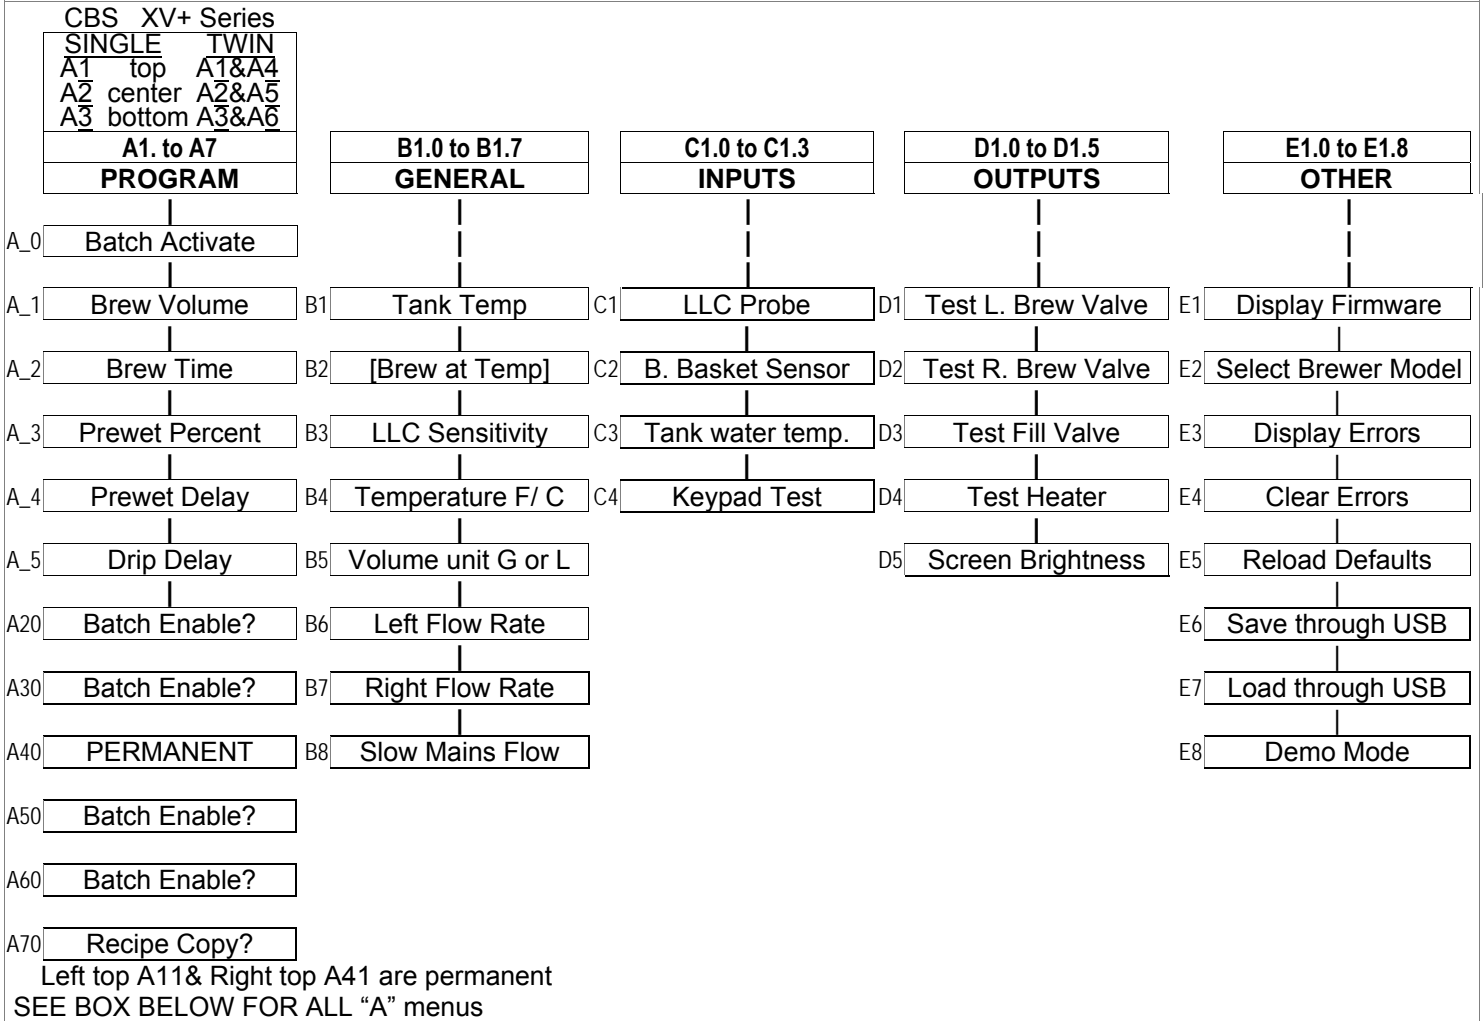 CBS XV+ Series
SINGLE TWIN
A1 top A1&A4
A2 center A2&A5
A3 bottom A3&A6
A1. to A7 B1.0 to B1.7 C1.0 to C1.3 D1.0 to D1.5 E1.0 to E1.8
PROGRAM GENERAL INPUTS OUTPUTS OTHER
A_0 Batch Activate
A_1 Brew Volume B1 Tank Temp C1 LLC Probe D1 Test L. Brew Valve E1 Display Firmware
A_2 Brew Time B2 [Brew at Temp] C2 B. Basket Sensor D2 Test R. Brew Valve E2 Select Brewer Model
A_3 Prewet Percent B3 LLC Sensitivity C3 Tank water temp. D3 Test Fill Valve E3 Display Errors
A_4 Prewet Delay B4 Temperature F/ C C4 Keypad Test D4 Test Heater E4 Clear Errors
A_5 Drip Delay B5 Volume unit G or L D5 Screen Brightness E5 Reload Defaults
A20 Batch Enable? B6 Left Flow Rate E6 Save through USB
A30 Batch Enable? B7 Right Flow Rate E7 Load through USB
A40 PERMANENT B8 Slow Mains Flow E8 Demo Mode
A50 Batch Enable?
A60 Batch Enable?
A70 Recipe Copy?
Left top A11& Right top A41 are permanent
SEE BOX BELOW FOR ALL “A” menus